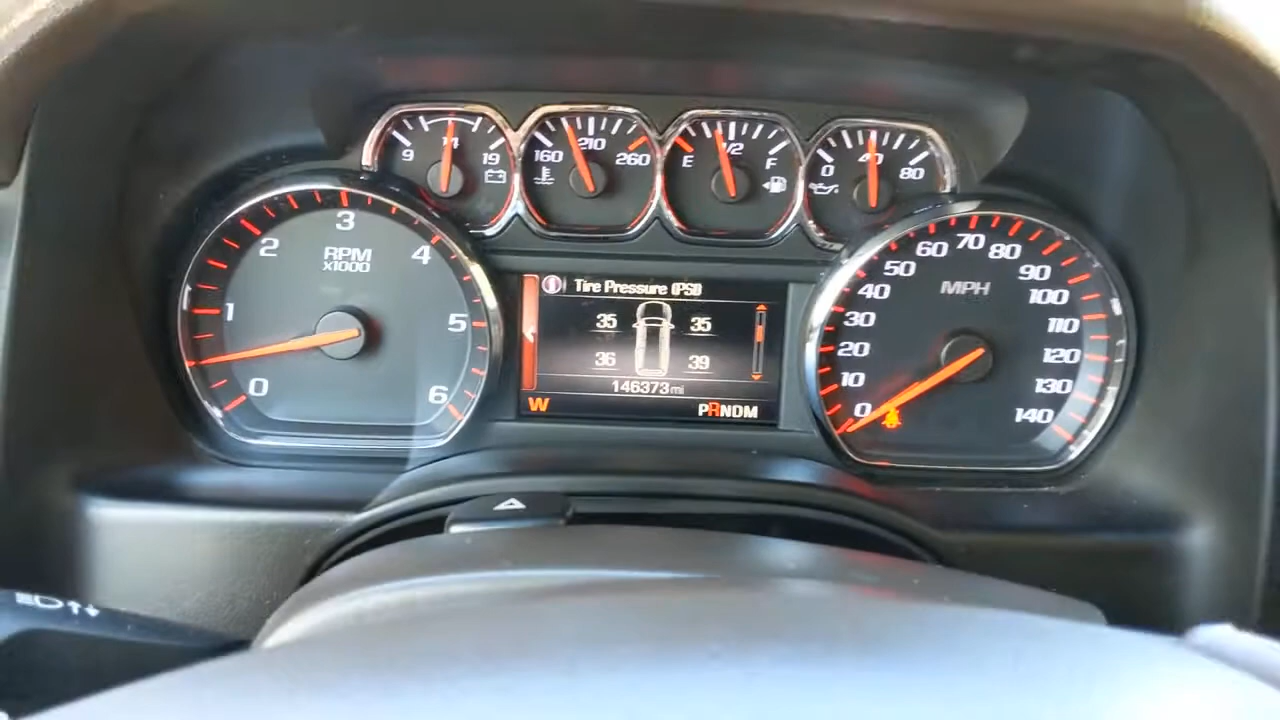 9 14 19
160 210 260
E 1/2 F
0 40 80
0 1 2 3 4 5 6
RPM
x1000
Tire Pressure (PSI)
35 35
36 39
146373 mi
W PRNDM
0 10 20 30 40 50 60 70 80 90 100 110 120 130 140
MPH